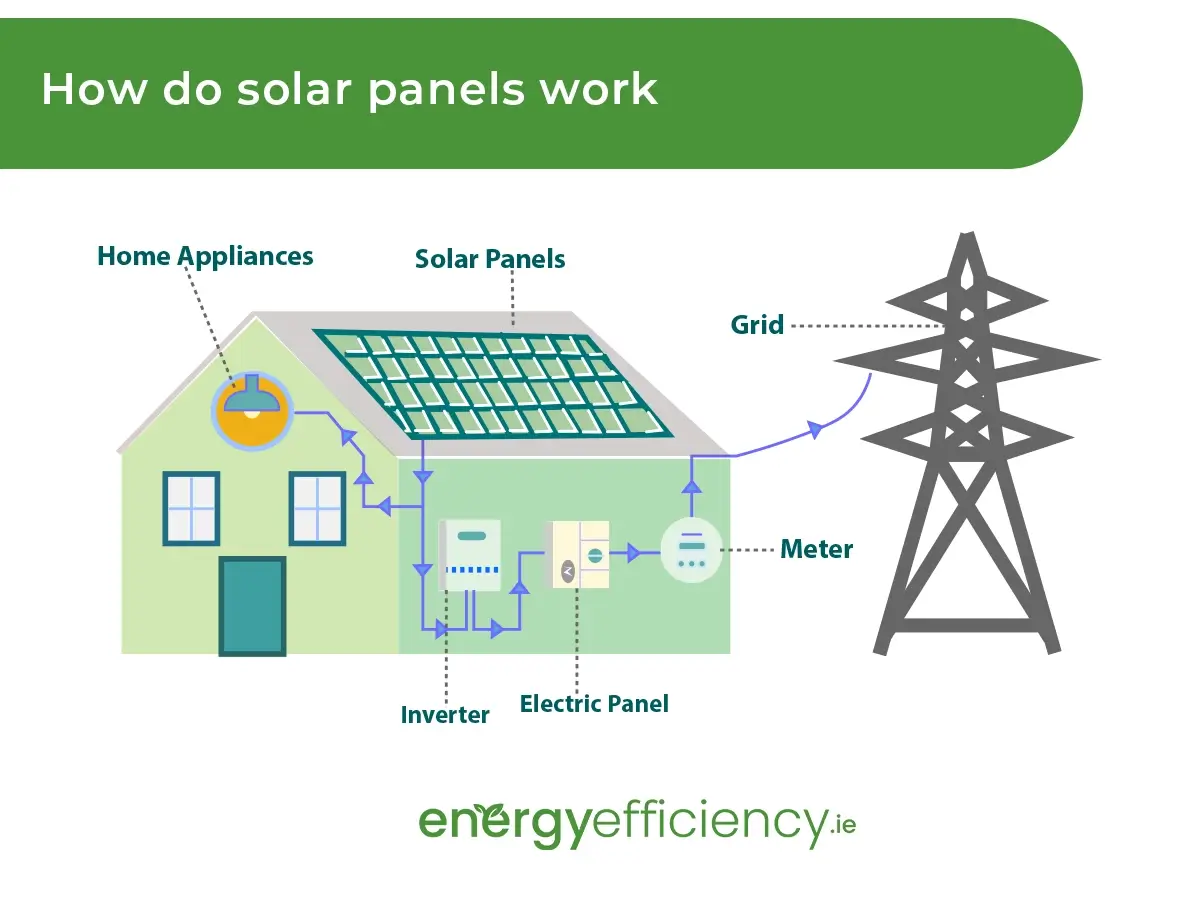 How do solar panels work
Home Appliances
Solar Panels
Grid
Meter
Inverter
Electric Panel
energyefficiency.ie